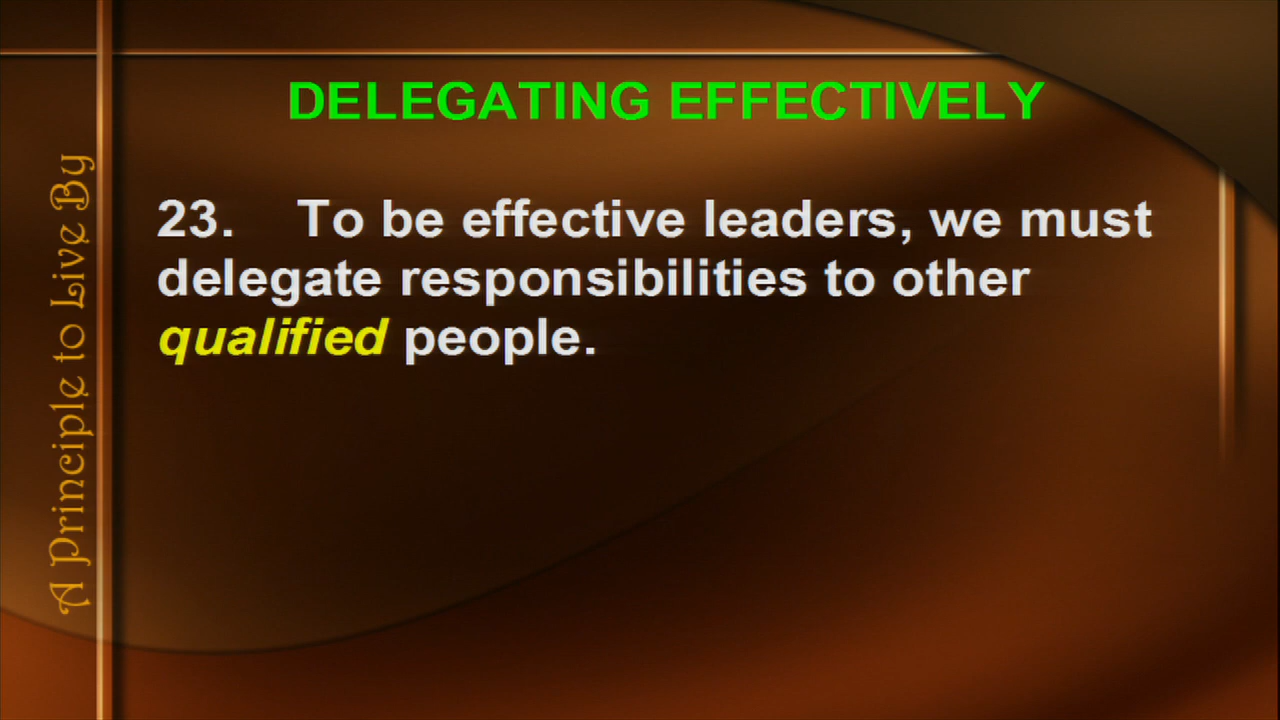 DELEGATING EFFECTIVELY
23. To be effective leaders, we must
delegate responsibilities to other
qualified people.
A Principle to Live By